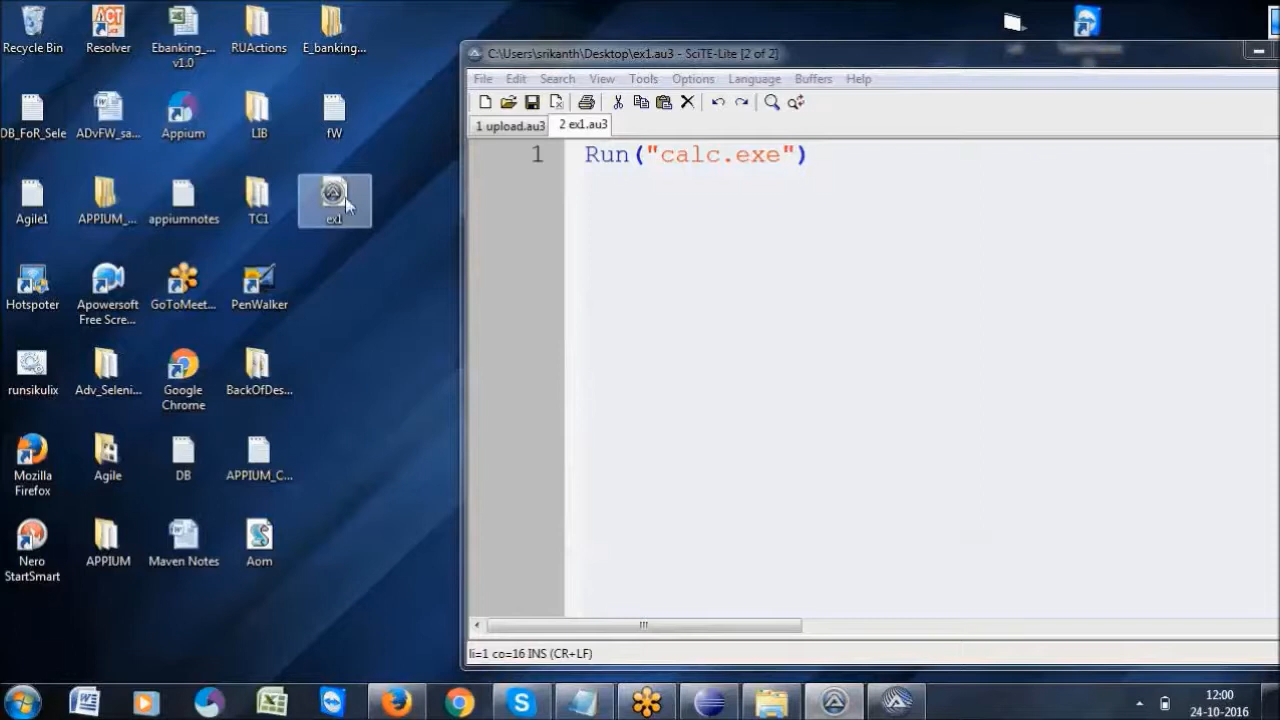 Recycle Bin
Resolver
Ebanking_...
v1.0
RUActions
E_banking...
DB_FoR_Sele
ADvFW_sa...
Appium
LIB
fW
Agile1
APPIUM_...
appiumnotes
TC1
ex1
Hotspoter
Apowersoft
Free Scre...
GoToMeet...
PenWalker
runsikulix
Adv_Seleni...
Google
Chrome
BackOfDes...
Mozilla
Firefox
Agile
DB
APPIUM_C...
Nero
StartSmart
APPIUM
Maven Notes
Aom
C:\Users\srikanth\Desktop\ex1.au3 - SciTE-Lite [2 of 2]
File Edit Search View Tools Options Language Buffers Help
1 upload.au3 2 ex1.au3
1 Run("calc.exe")
li=1 co=16 INS (CR+LF)
12:00
24-10-2016